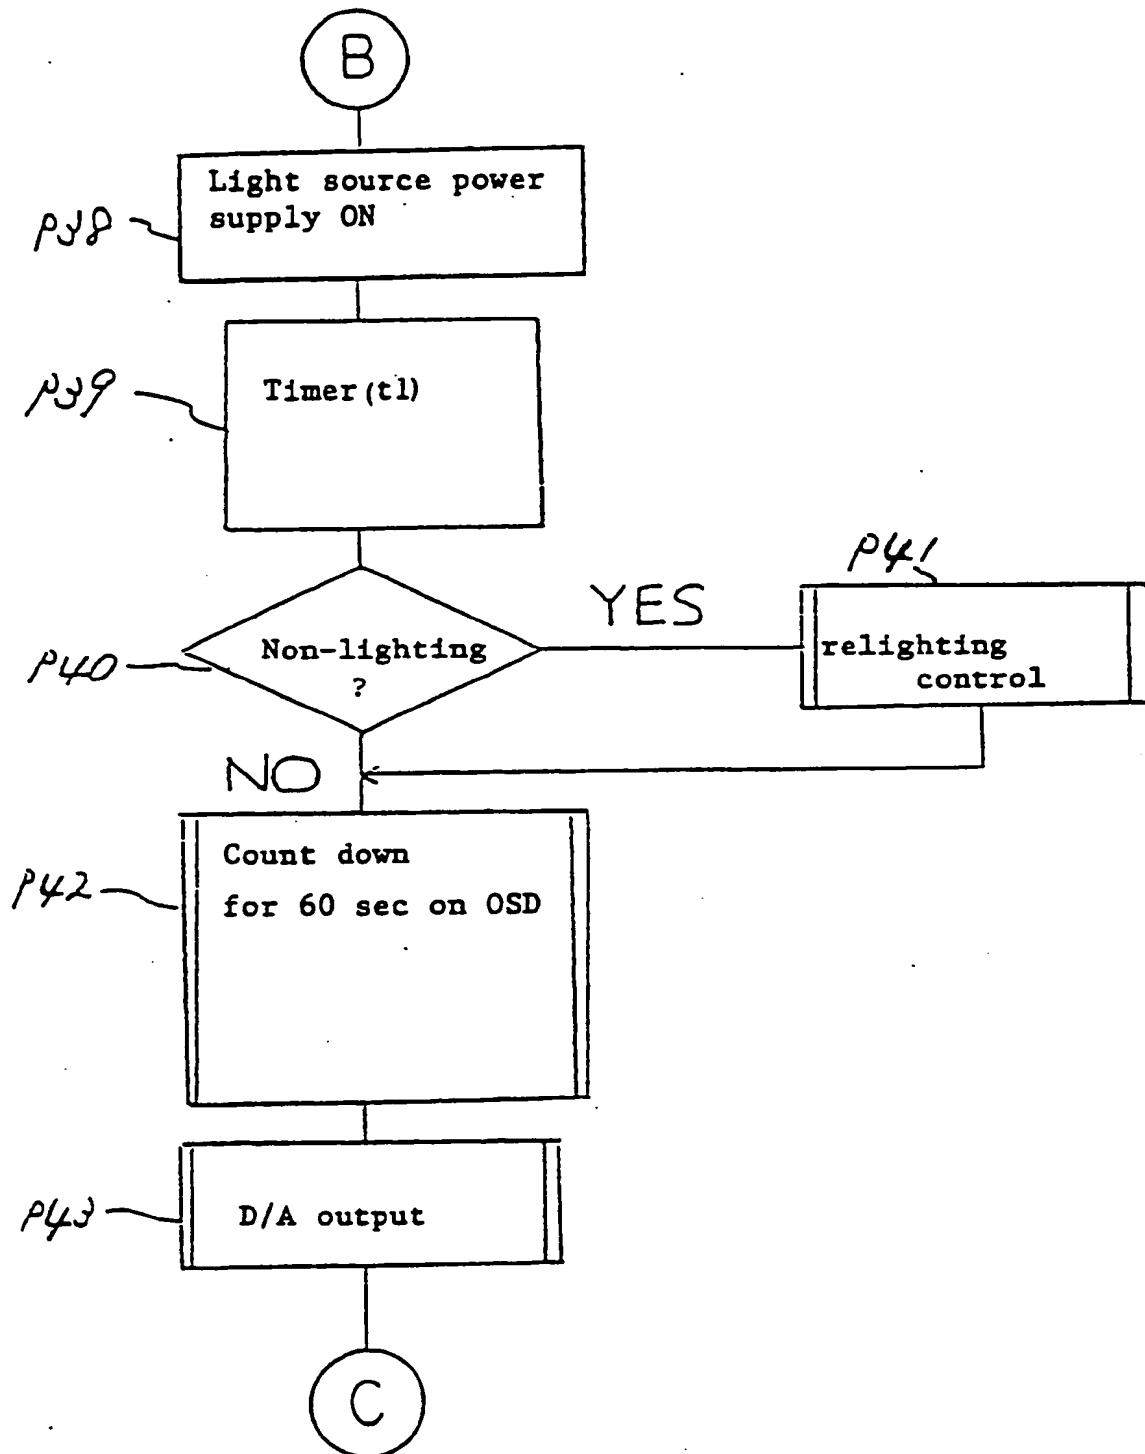 B
Light source power
supply ON
P38
Timer(t1)
P39
Non-lighting
?
P40
YES
P41
relighting
control
NO
Count down
for 60 sec on OSD
P42
D/A output
P43
C